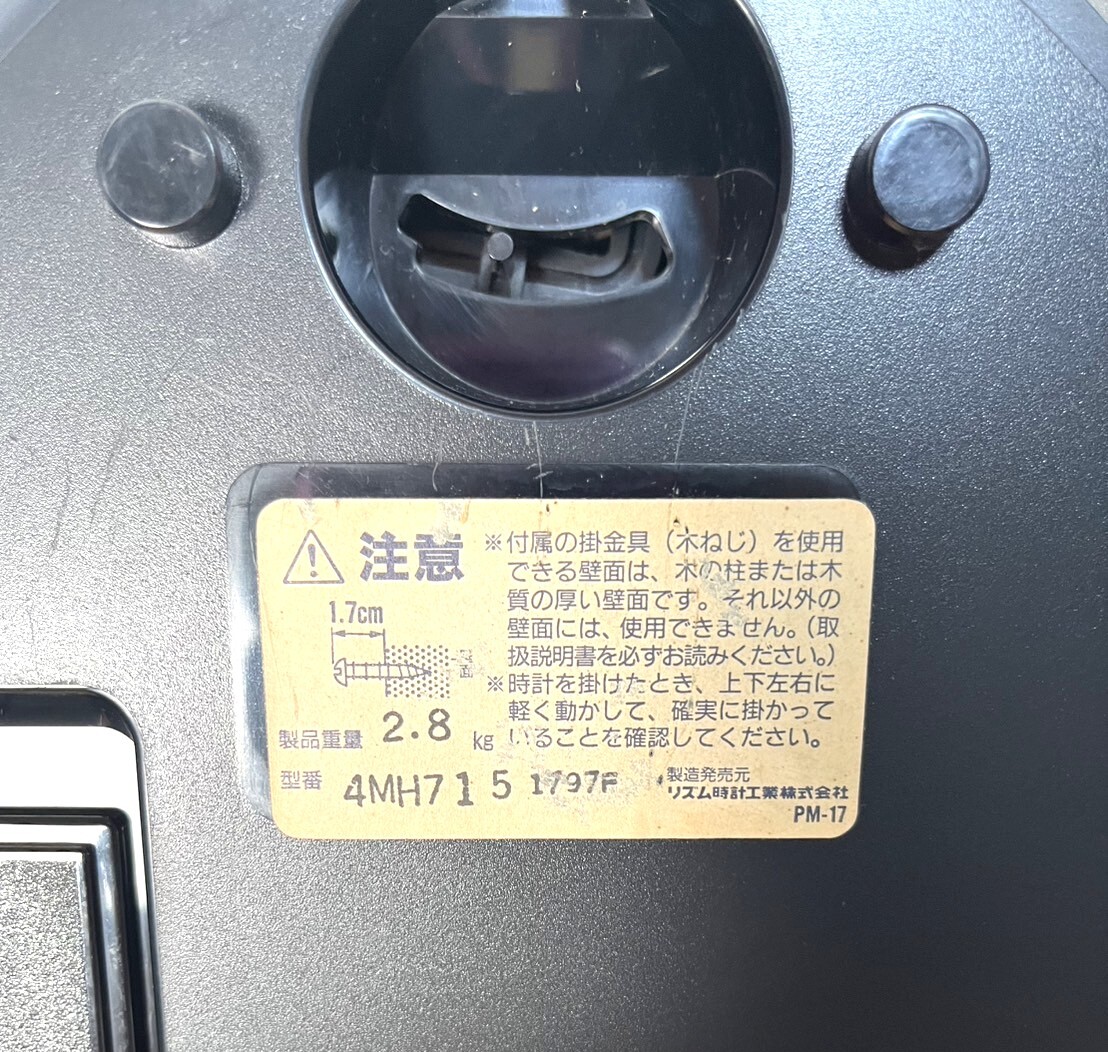 注意
1.7cm
製品重量 2.8 kg
※付属の掛金具（木ねじ）を使用
できる壁面は、木の柱または木
質の厚い壁面です。それ以外の
壁面には、使用できません。（取
扱説明書を必ずお読みください。）
※時計を掛けたとき、上下左右に
軽く動かして、確実に掛かって
いることを確認してください。
型番 4MH715 1797F
製造発売元
リズム時計工業株式会社
PM-17